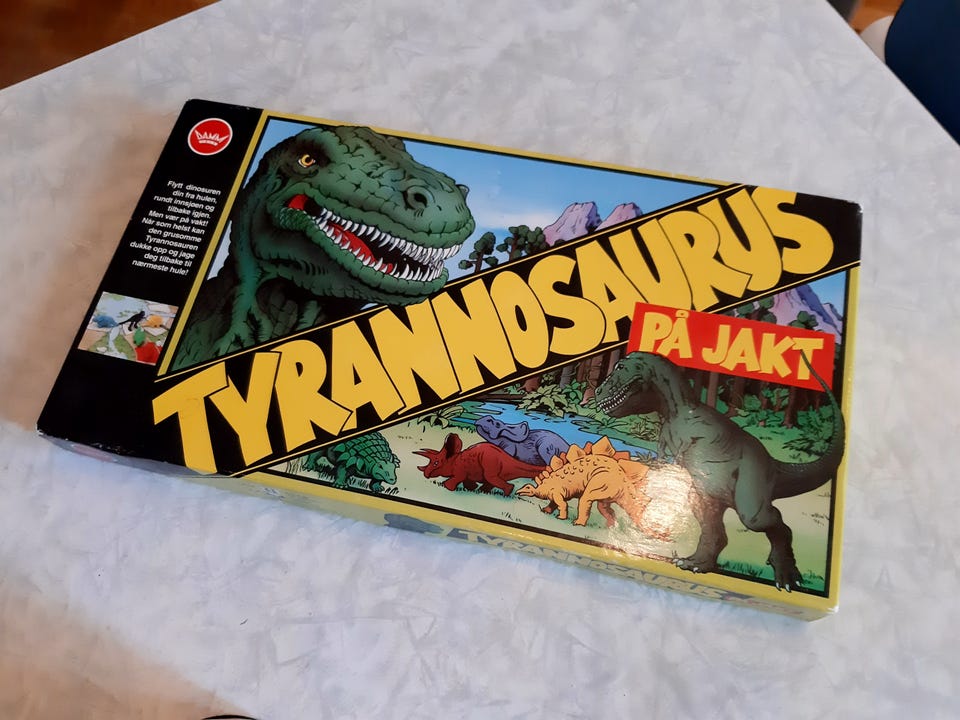 DAMM
Flytt dinosuren
din fra hulen,
rundt innsjøen og
tilbake igjen.
Men vær på vakt!
Når som helst kan
den grusomme
Tyrannosauren
dukke opp og jage
deg tilbake til
nærmeste hule!
TYRANNOSAURUS
PÅ JAKT
TYRANNOSAURUS